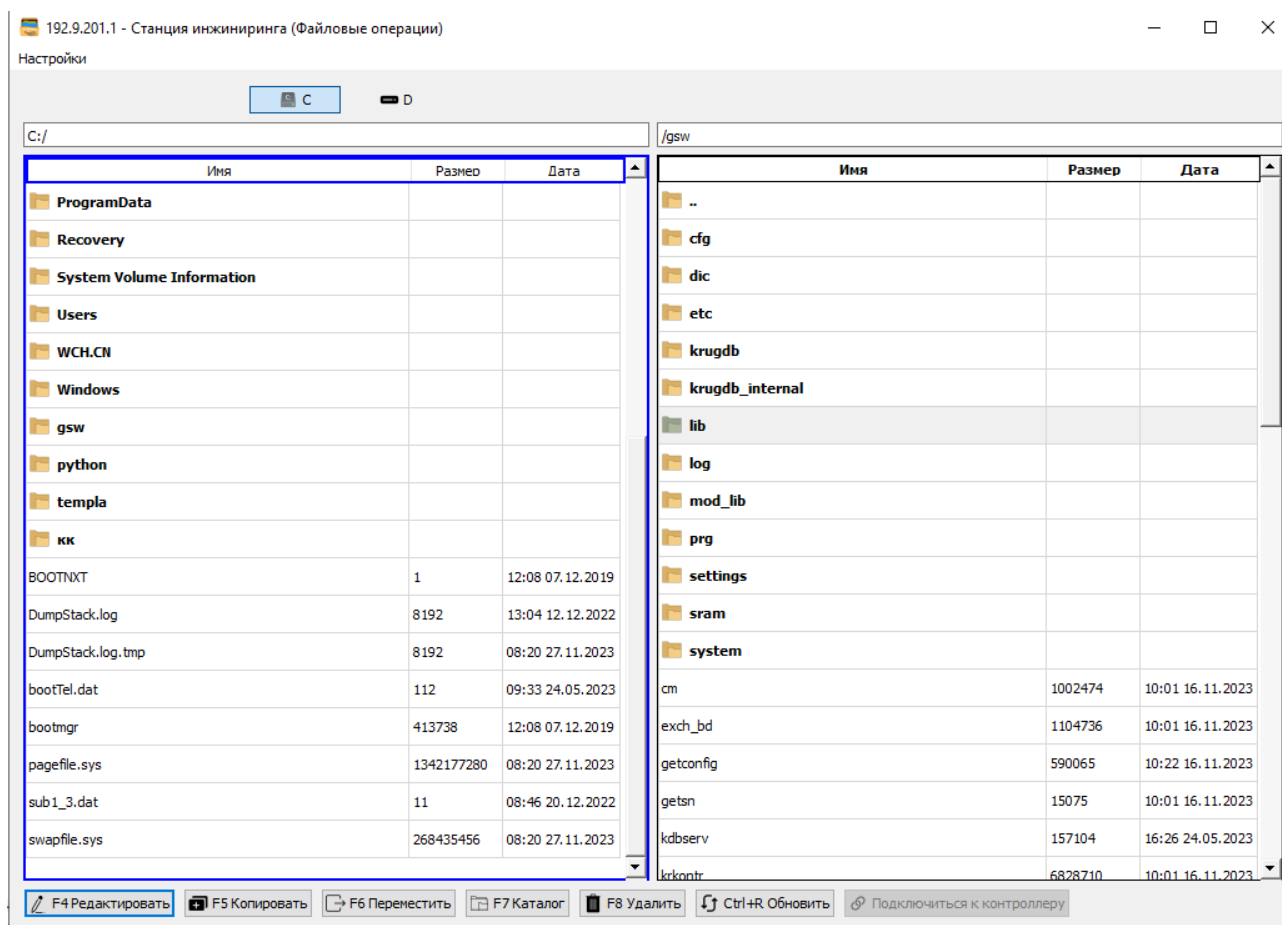 192.9.201.1 - Станция инжиниринга (Файловые операции)
Настройки
C D
C:/ /gsw
Имя Размер Дата
ProgramData
Recovery
System Volume Information
Users
WCH.CN
Windows
gsw
python
templa
кк
BOOTNXT 1 12:08 07.12.2019
DumpStack.log 8192 13:04 12.12.2022
DumpStack.log.tmp 8192 08:20 27.11.2023
bootTel.dat 112 09:33 24.05.2023
bootmgr 413738 12:08 07.12.2019
pagefile.sys 1342177280 08:20 27.11.2023
sub1_3.dat 11 08:46 20.12.2022
swapfile.sys 268435456 08:20 27.11.2023
Имя Размер Дата
..
cfg
dic
etc
krugdb
krugdb_internal
lib
log
mod_lib
prg
settings
sram
system
cm 1002474 10:01 16.11.2023
exch_bd 1104736 10:01 16.11.2023
getconfig 590065 10:22 16.11.2023
getsn 15075 10:01 16.11.2023
kdbserv 157104 16:26 24.05.2023
krkontr 6828710 10:01 16.11.2023
F4 Редактировать F5 Копировать F6 Переместить F7 Каталог F8 Удалить Ctrl+R Обновить Подключиться к контроллеру